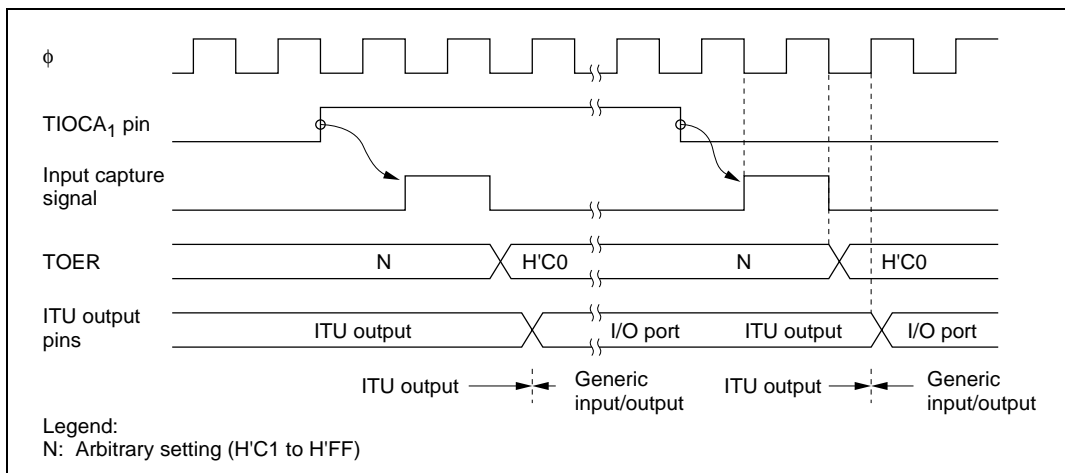 φ
TIOCA1 pin
Input capture
signal
TOER
N
H'C0
N
H'C0
ITU output
pins
ITU output
I/O port
ITU output
I/O port
ITU output
Generic
input/output
ITU output
Generic
input/output
Legend:
N: Arbitrary setting (H'C1 to H'FF)